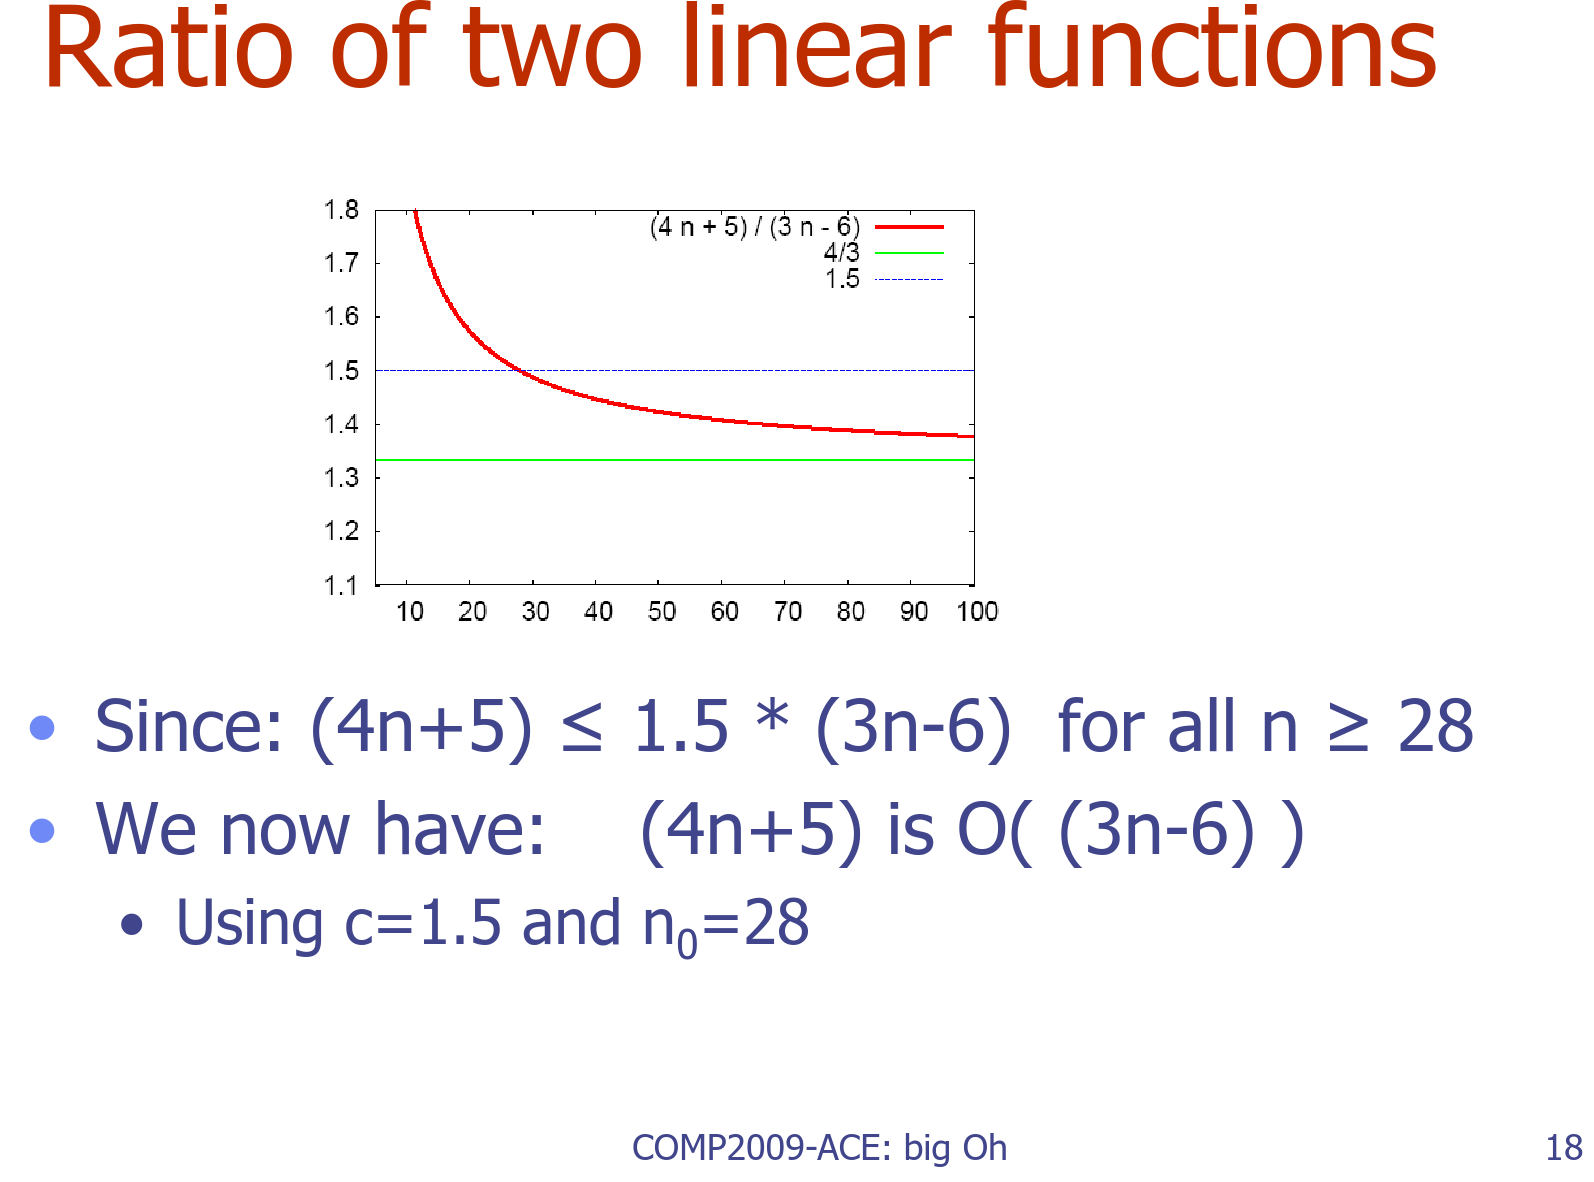 Ratio of two linear functions
1.8
1.7
1.6
1.5
1.4
1.3
1.2
1.1
(4 n + 5) / (3 n - 6)
4/3
1.5
10 20 30 40 50 60 70 80 90 100
• Since: (4n+5) ≤ 1.5 * (3n-6) for all n ≥ 28
• We now have: (4n+5) is O( (3n-6) )
• Using c=1.5 and n₀=28
COMP2009-ACE: big Oh
18